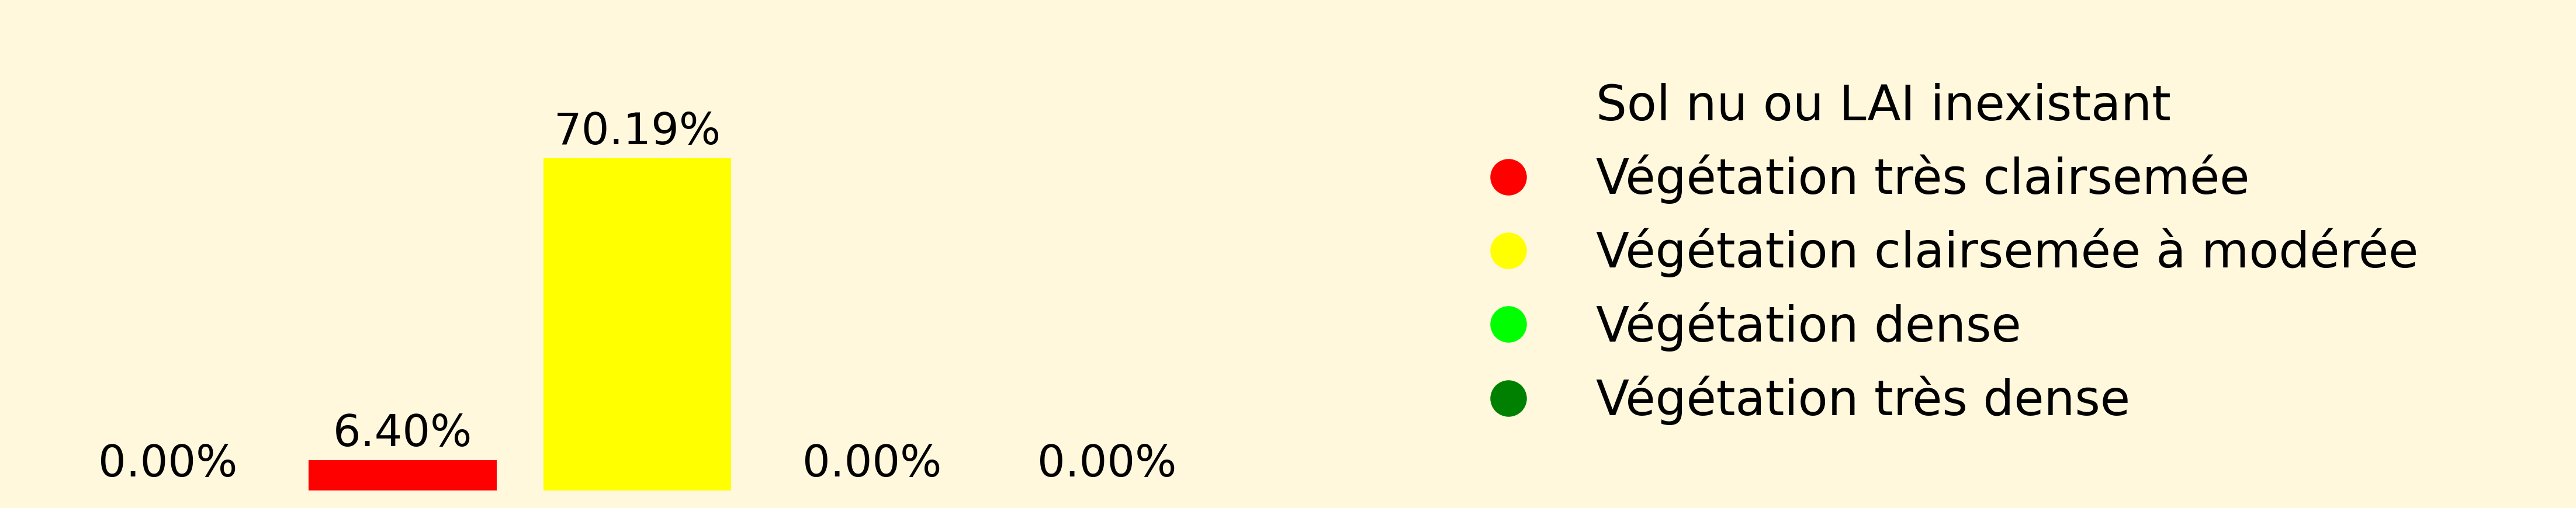 70.19%
6.40%
0.00%
0.00%
0.00%
Sol nu ou LAI inexistant
Végétation très clairsemée
Végétation clairsemée à modérée
Végétation dense
Végétation très dense